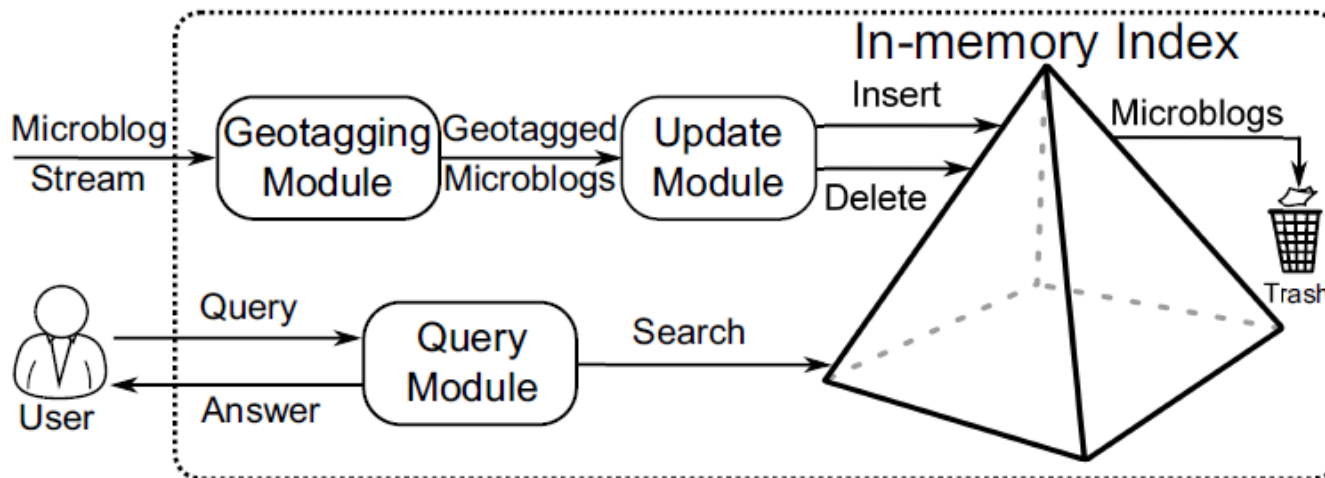 In-memory Index
Microblog
Stream
Geotagging
Module
Geotagged
Microblogs
Update
Module
Insert
Delete
Microblogs
Trash
User
Query
Answer
Query
Module
Search